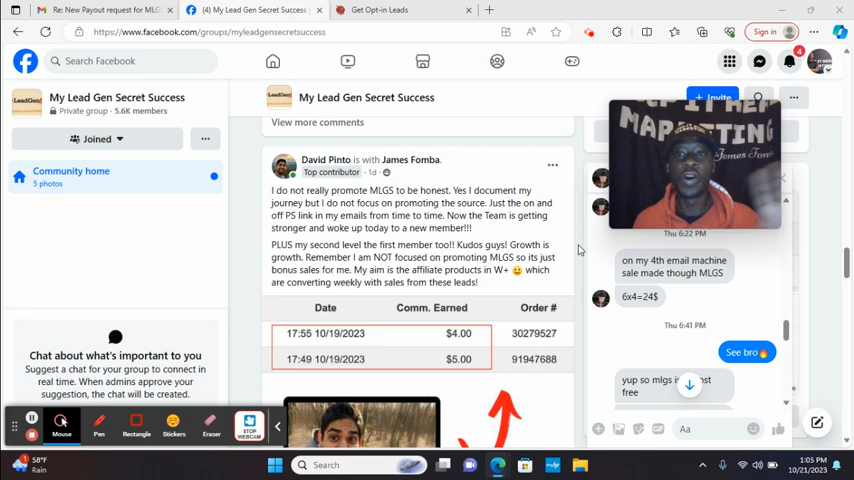 Re: New Payout request for MLG
(4) My Lead Gen Secret Success |
Get Opt-in Leads
https://www.facebook.com/groups/myleadgensecretsuccess
Sign in
Search Facebook
4
My Lead Gen Secret Success
Private group · 5.6K members
Joined
Community home
5 photos
Chat about what's important to you
Suggest a chat for your group to connect in
real time. When admins approve your
suggestion, the chat will be created.
My Lead Gen Secret Success
+ Invite
View more comments
David Pinto is with James Fomba.
Top contributor · 1d ·
I do not really promote MLGS to be honest. Yes I document my
journey but I do not focus on promoting the source. Just the on and
off PS link in my emails from time to time. Now the Team is getting
stronger and woke up today to a new member!!!
PLUS my second level the first member too!! Kudos guys! Growth is
growth. Remember I am NOT focused on promoting MLGS so its just
bonus sales for me. My aim is the affiliate products in W+ 😀 which
are converting weekly with sales from these leads!
Date Comm. Earned Order #
17:55 10/19/2023 $4.00 30279527
17:49 10/19/2023 $5.00 91947688
MARKETING
James Fom
Thu 6:22 PM
on my 4th email machine
sale made though MLGS
6x4=24$
Thu 6:41 PM
See bro🔥
free
Aa
Mouse
Pen
Rectangle
Stickers
Eraser
STOP
WEBCAM
58°F
Rain
Search
1:05 PM
10/21/2023